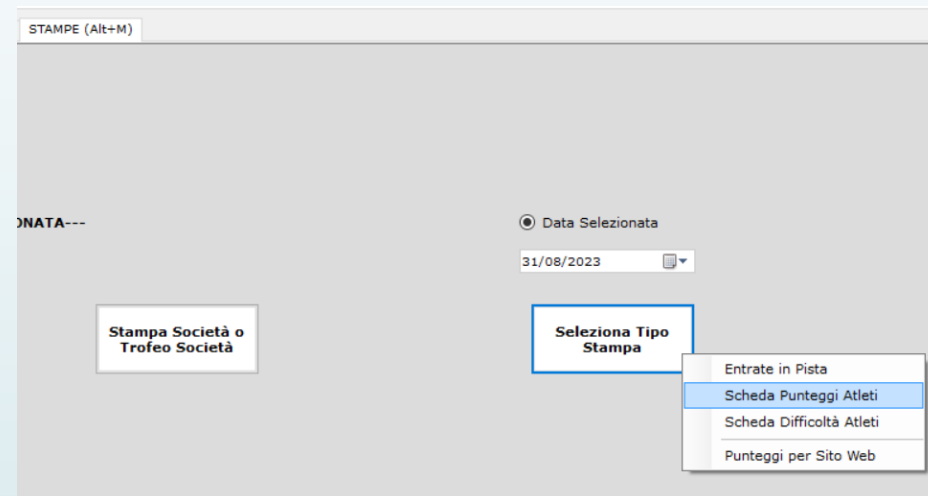 STAMPE (Alt+M)
ONATA---
Data Selezionata
31/08/2023
Stampa Società o
Trofeo Società
Seleziona Tipo
Stampa
Entrate in Pista
Scheda Punteggi Atleti
Scheda Difficoltà Atleti
Punteggi per Sito Web